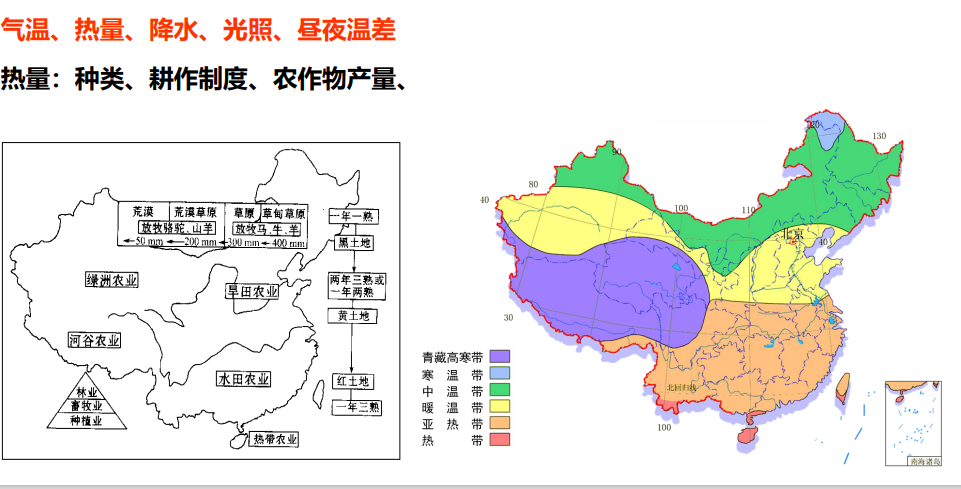 气温、热量、降水、光照、昼夜温差
热量：种类、耕作制度、农作物产量、
荒漠 荒漠草原 草原 草甸草原
放牧骆驼、山羊 放牧马、牛、羊
50 mm 200 mm 300 mm 400 mm
绿洲农业
旱田农业
河谷农业
水田农业
林业
畜牧业
种植业
热带农业
一年一熟
黑土地
两年三熟或
一年两熟
黄土地
红土地
一年三熟
80 90 100 110 120 130
40
北京
40
30
北回归线
100
青藏高寒带
寒温带
中温带
暖温带
亚热带
热带
南海诸岛